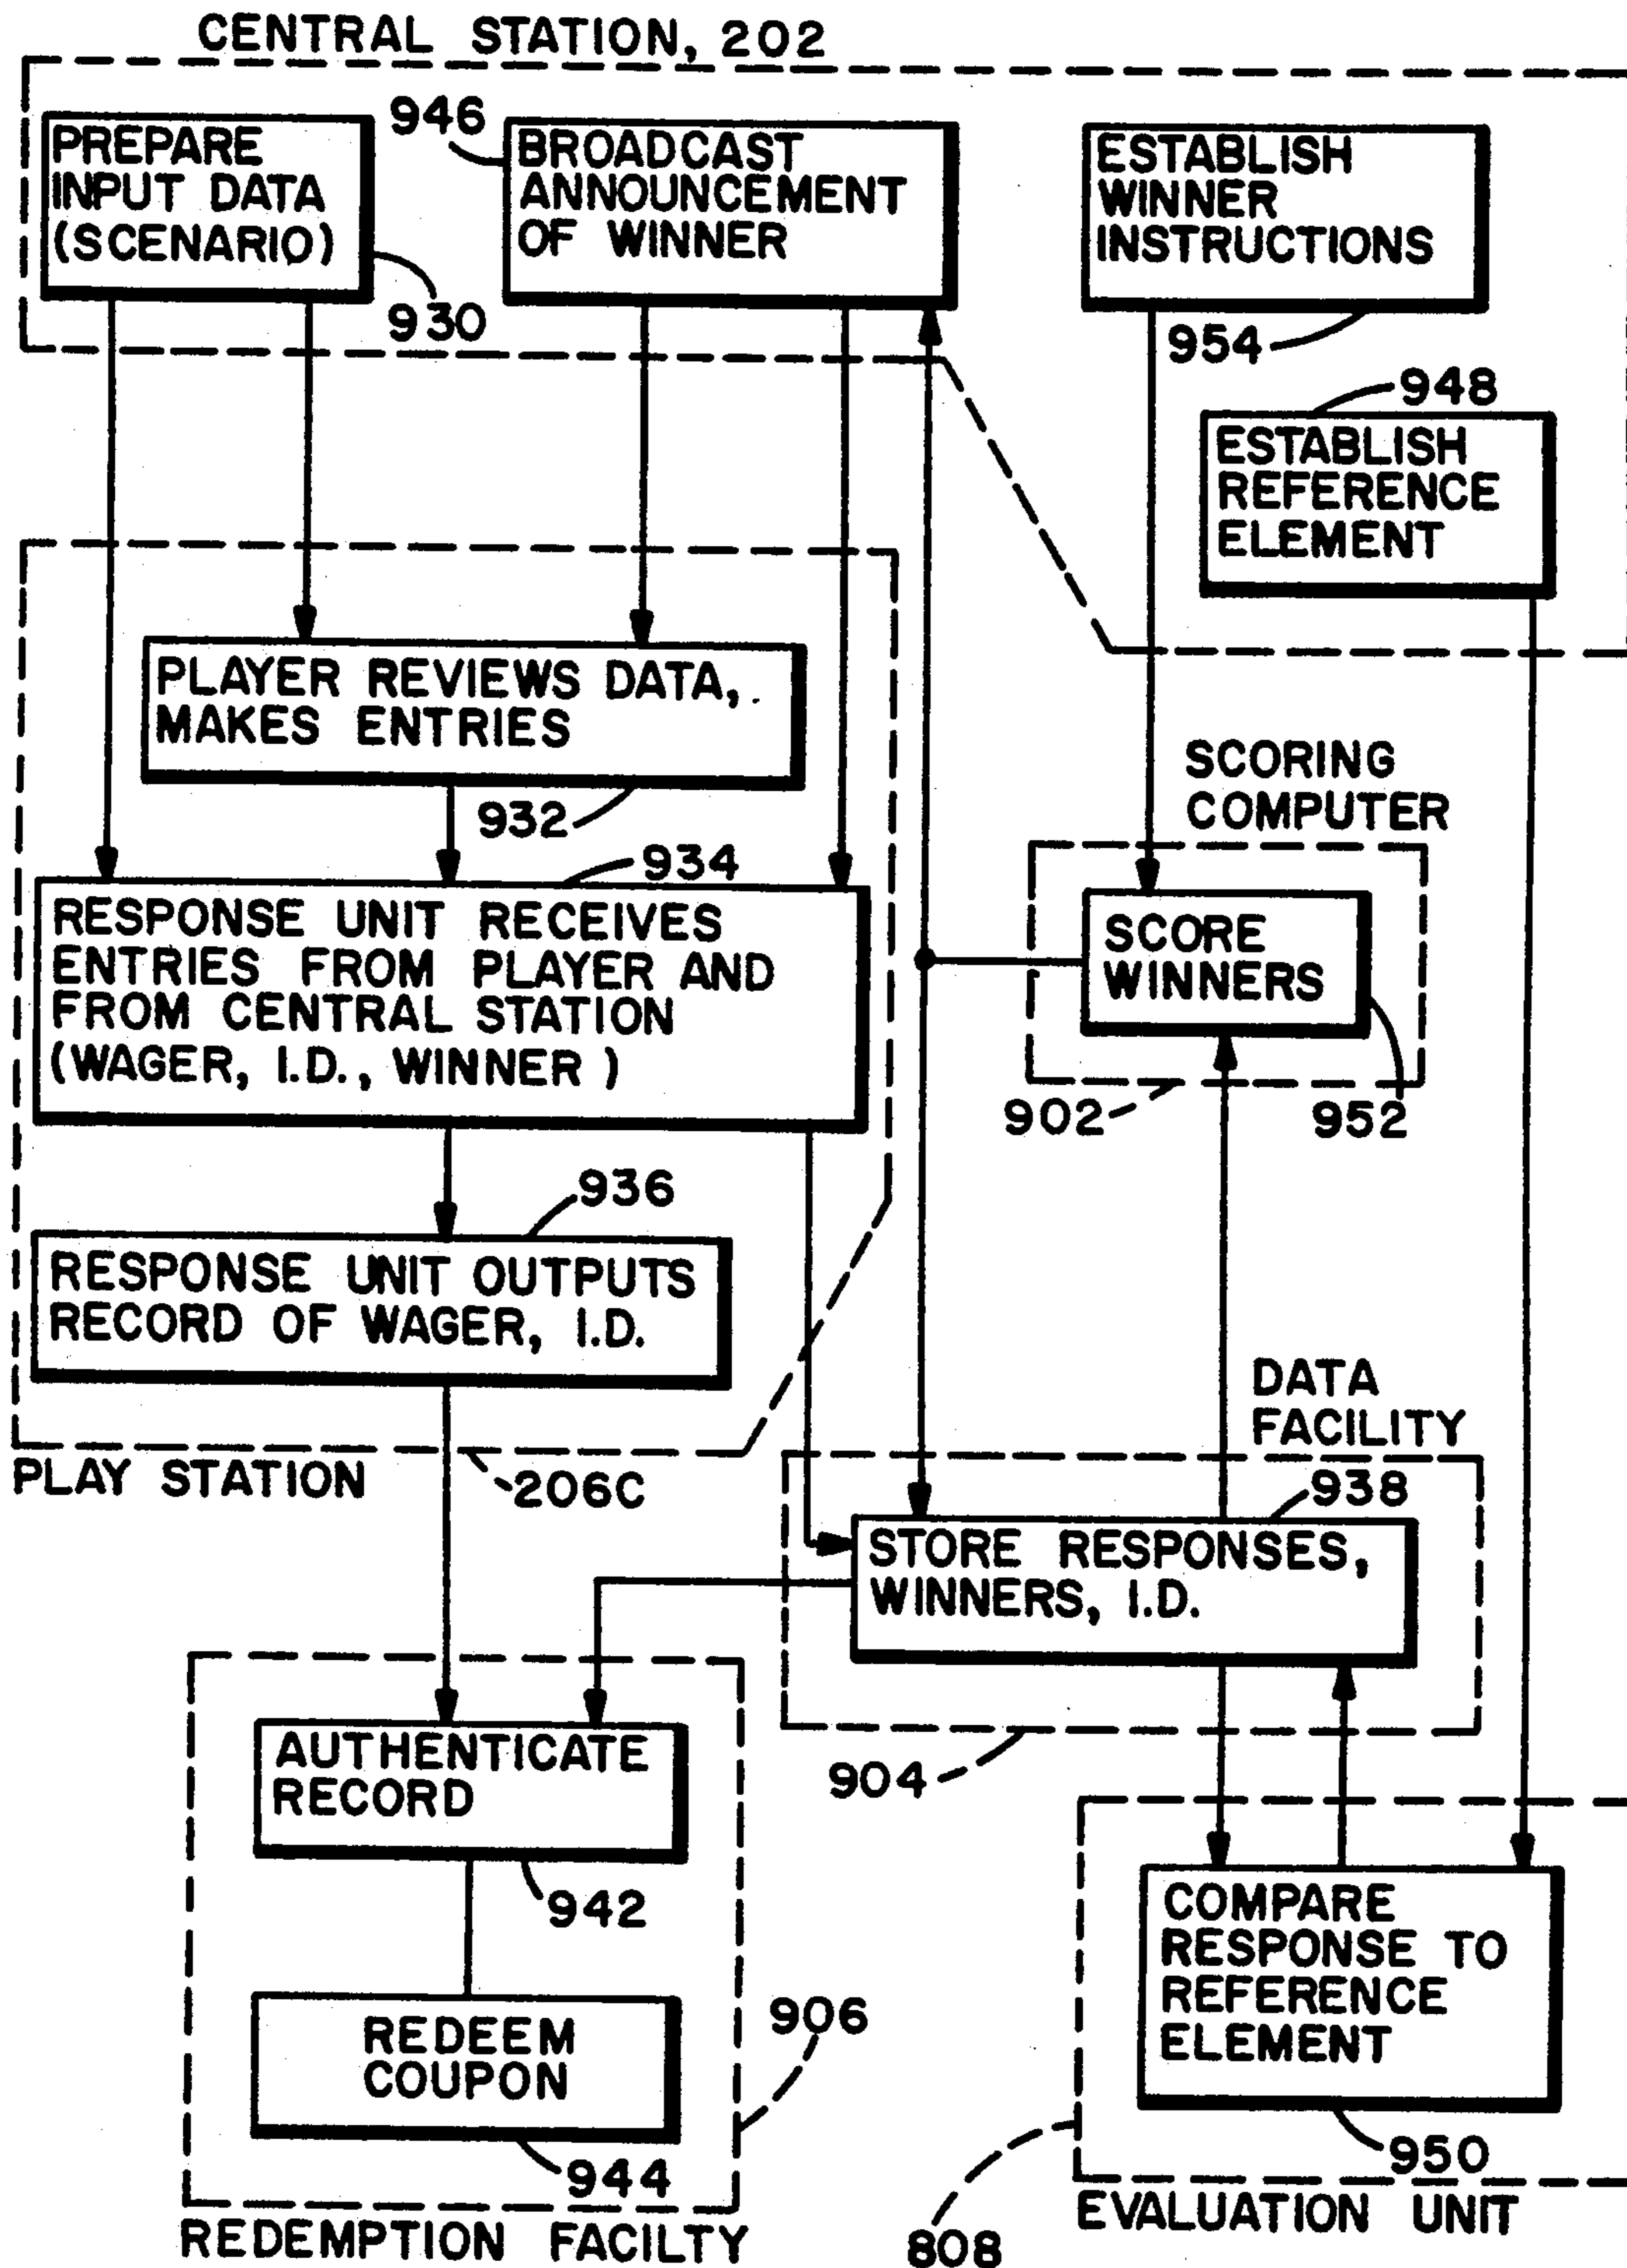 CENTRAL STATION, 202
PREPARE
INPUT DATA
(SCENARIO)
930
946
BROADCAST
ANNOUNCEMENT
OF WINNER
ESTABLISH
WINNER
INSTRUCTIONS
954
948
ESTABLISH
REFERENCE
ELEMENT
PLAYER REVIEWS DATA,
MAKES ENTRIES
932
SCORING
COMPUTER
934
RESPONSE UNIT RECEIVES
ENTRIES FROM PLAYER AND
FROM CENTRAL STATION
(WAGER, I.D., WINNER )
SCORE
WINNERS
902
952
936
RESPONSE UNIT OUTPUTS
RECORD OF WAGER, I.D.
PLAY STATION
206C
DATA
FACILITY
938
STORE RESPONSES,
WINNERS, I.D.
904
AUTHENTICATE
RECORD
942
REDEEM
COUPON
944
906
REDEMPTION FACILTY
COMPARE
RESPONSE TO
REFERENCE
ELEMENT
950
808
EVALUATION UNIT